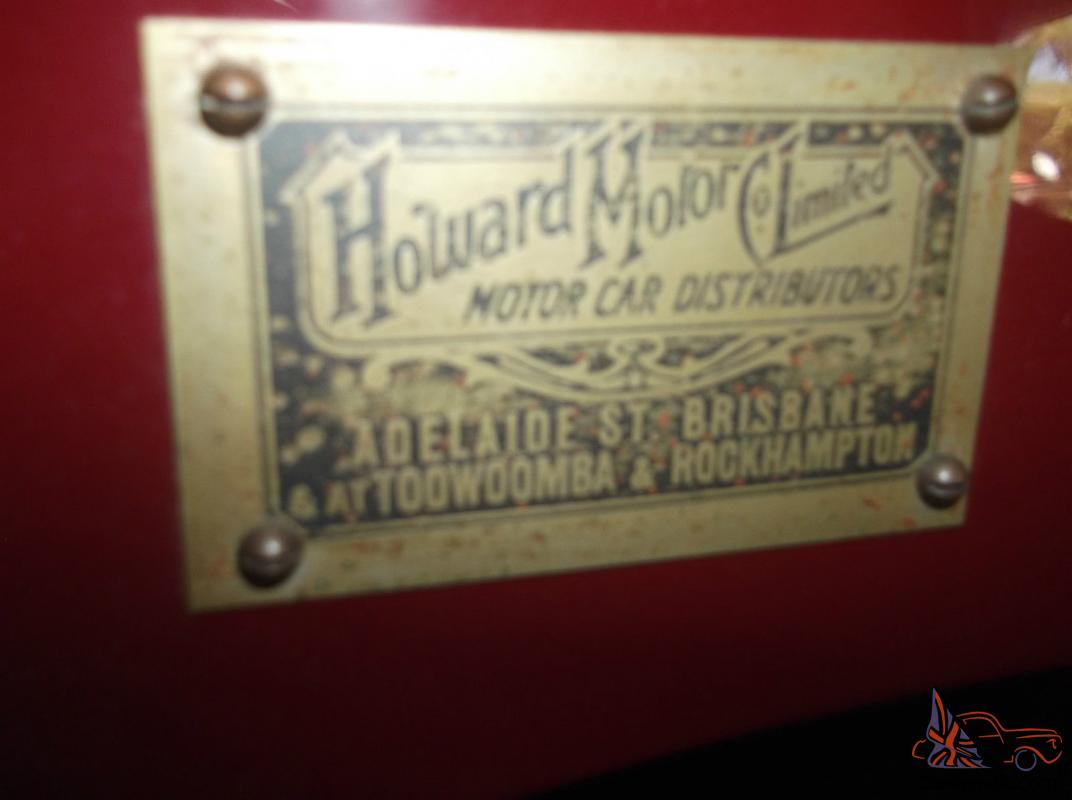 Howard Motor Co. Limited
MOTOR CAR DISTRIBUTORS
ADELAIDE ST. BRISBANE
& AT TOOWOOMBA & ROCKHAMPTON